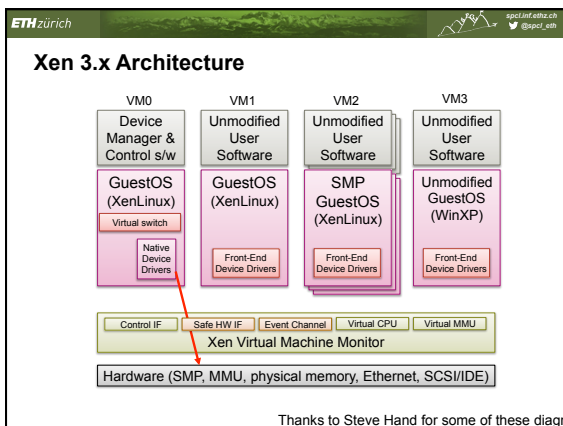 ETH zürich
spcl.inf.ethz.ch
@spcl_eth
Xen 3.x Architecture
VM0
VM1
VM2
VM3
Device
Manager &
Control s/w
Unmodified
User
Software
Unmodified
User
Software
Unmodified
User
Software
GuestOS
(XenLinux)
Virtual switch
Native
Device
Drivers
GuestOS
(XenLinux)
Front-End
Device Drivers
SMP
GuestOS
(XenLinux)
Front-End
Device Drivers
Unmodified
GuestOS
(WinXP)
Front-End
Device Drivers
Control IF
Safe HW IF
Event Channel
Virtual CPU
Virtual MMU
Xen Virtual Machine Monitor
Hardware (SMP, MMU, physical memory, Ethernet, SCSI/IDE)
Thanks to Steve Hand for some of these diagr